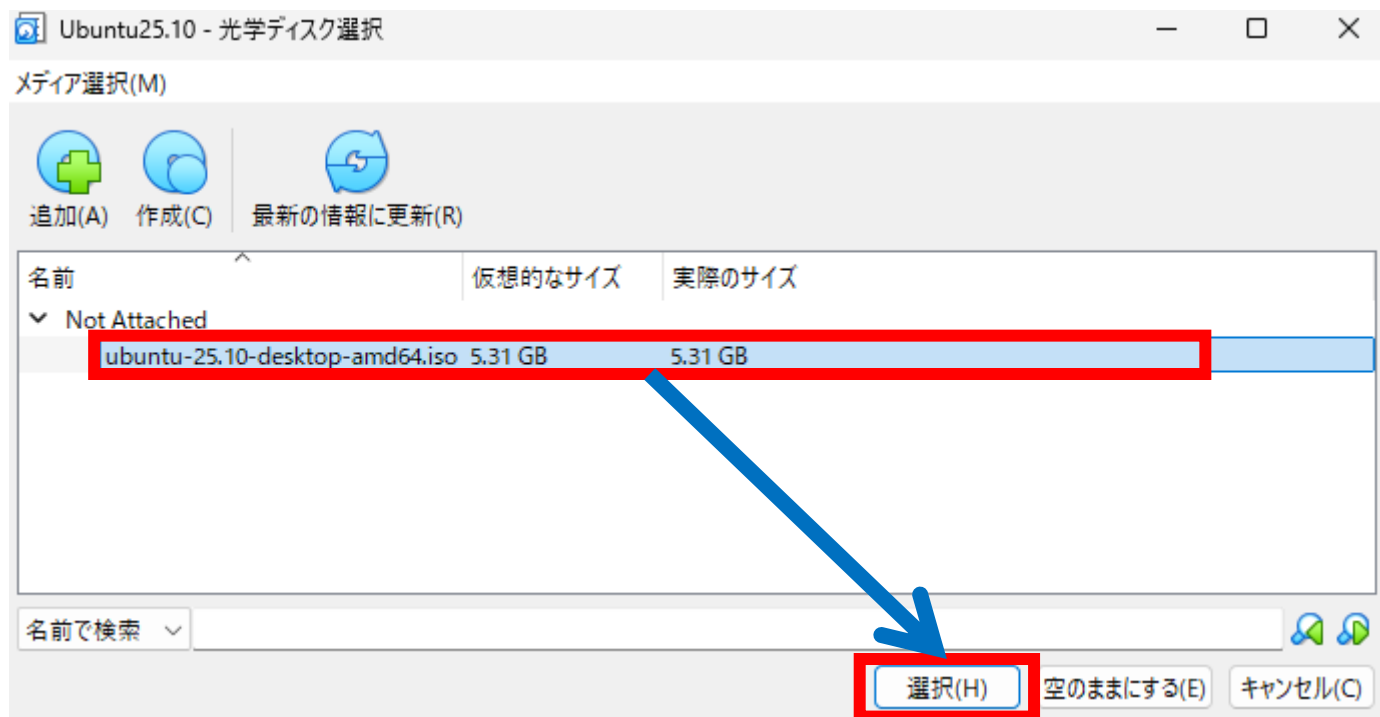 Ubuntu25.10 - 光学ディスク選択
メディア選択(M)
追加(A) 作成(C) 最新の情報に更新(R)
名前 仮想的なサイズ 実際のサイズ
Not Attached
ubuntu-25.10-desktop-amd64.iso 5.31 GB 5.31 GB
名前で検索
選択(H) 空のままにする(E) キャンセル(C)